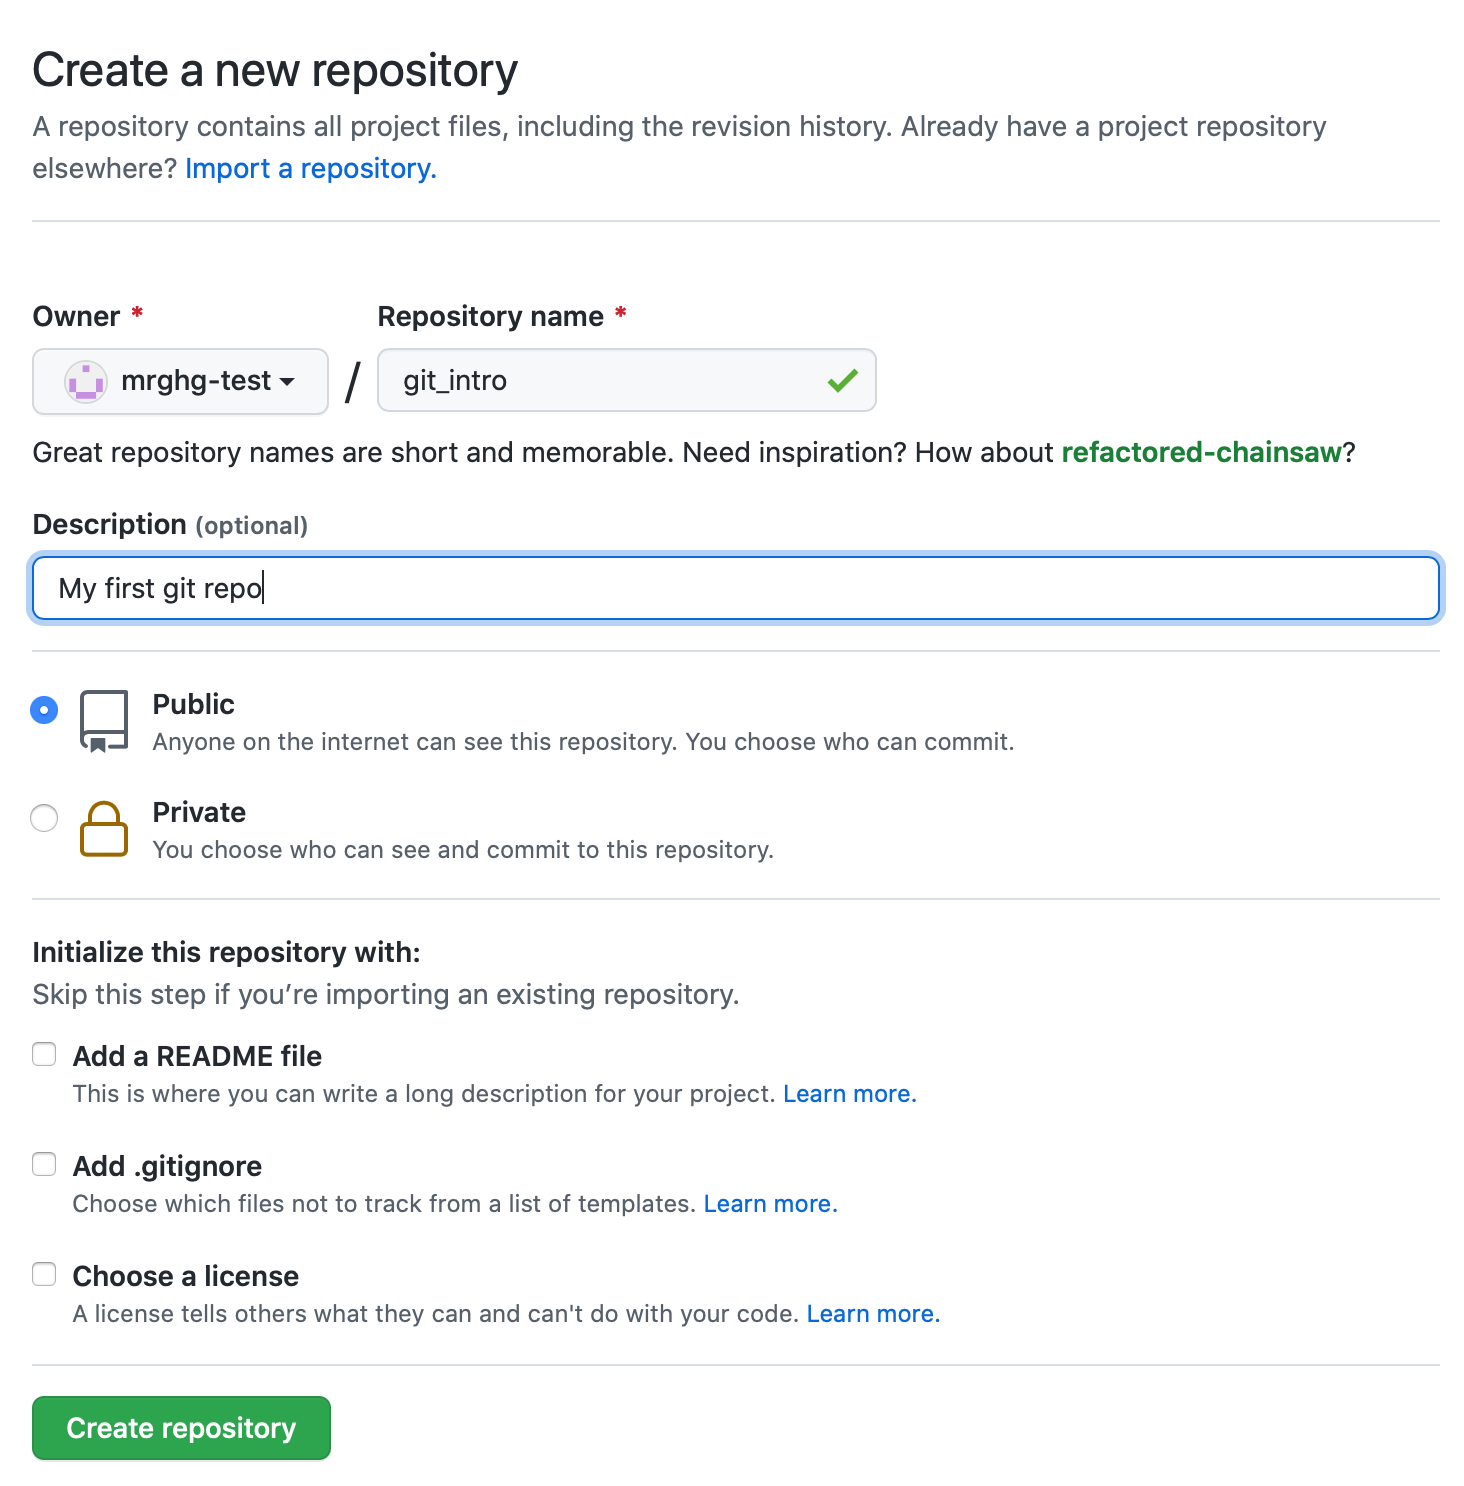 Create a new repository
A repository contains all project files, including the revision history. Already have a project repository
elsewhere? Import a repository.
Owner *
Repository name *
mrghg-test / git_intro
Great repository names are short and memorable. Need inspiration? How about refactored-chainsaw?
Description (optional)
My first git repo
Public
Anyone on the internet can see this repository. You choose who can commit.
Private
You choose who can see and commit to this repository.
Initialize this repository with:
Skip this step if you’re importing an existing repository.
Add a README file
This is where you can write a long description for your project. Learn more.
Add .gitignore
Choose which files not to track from a list of templates. Learn more.
Choose a license
A license tells others what they can and can't do with your code. Learn more.
Create repository